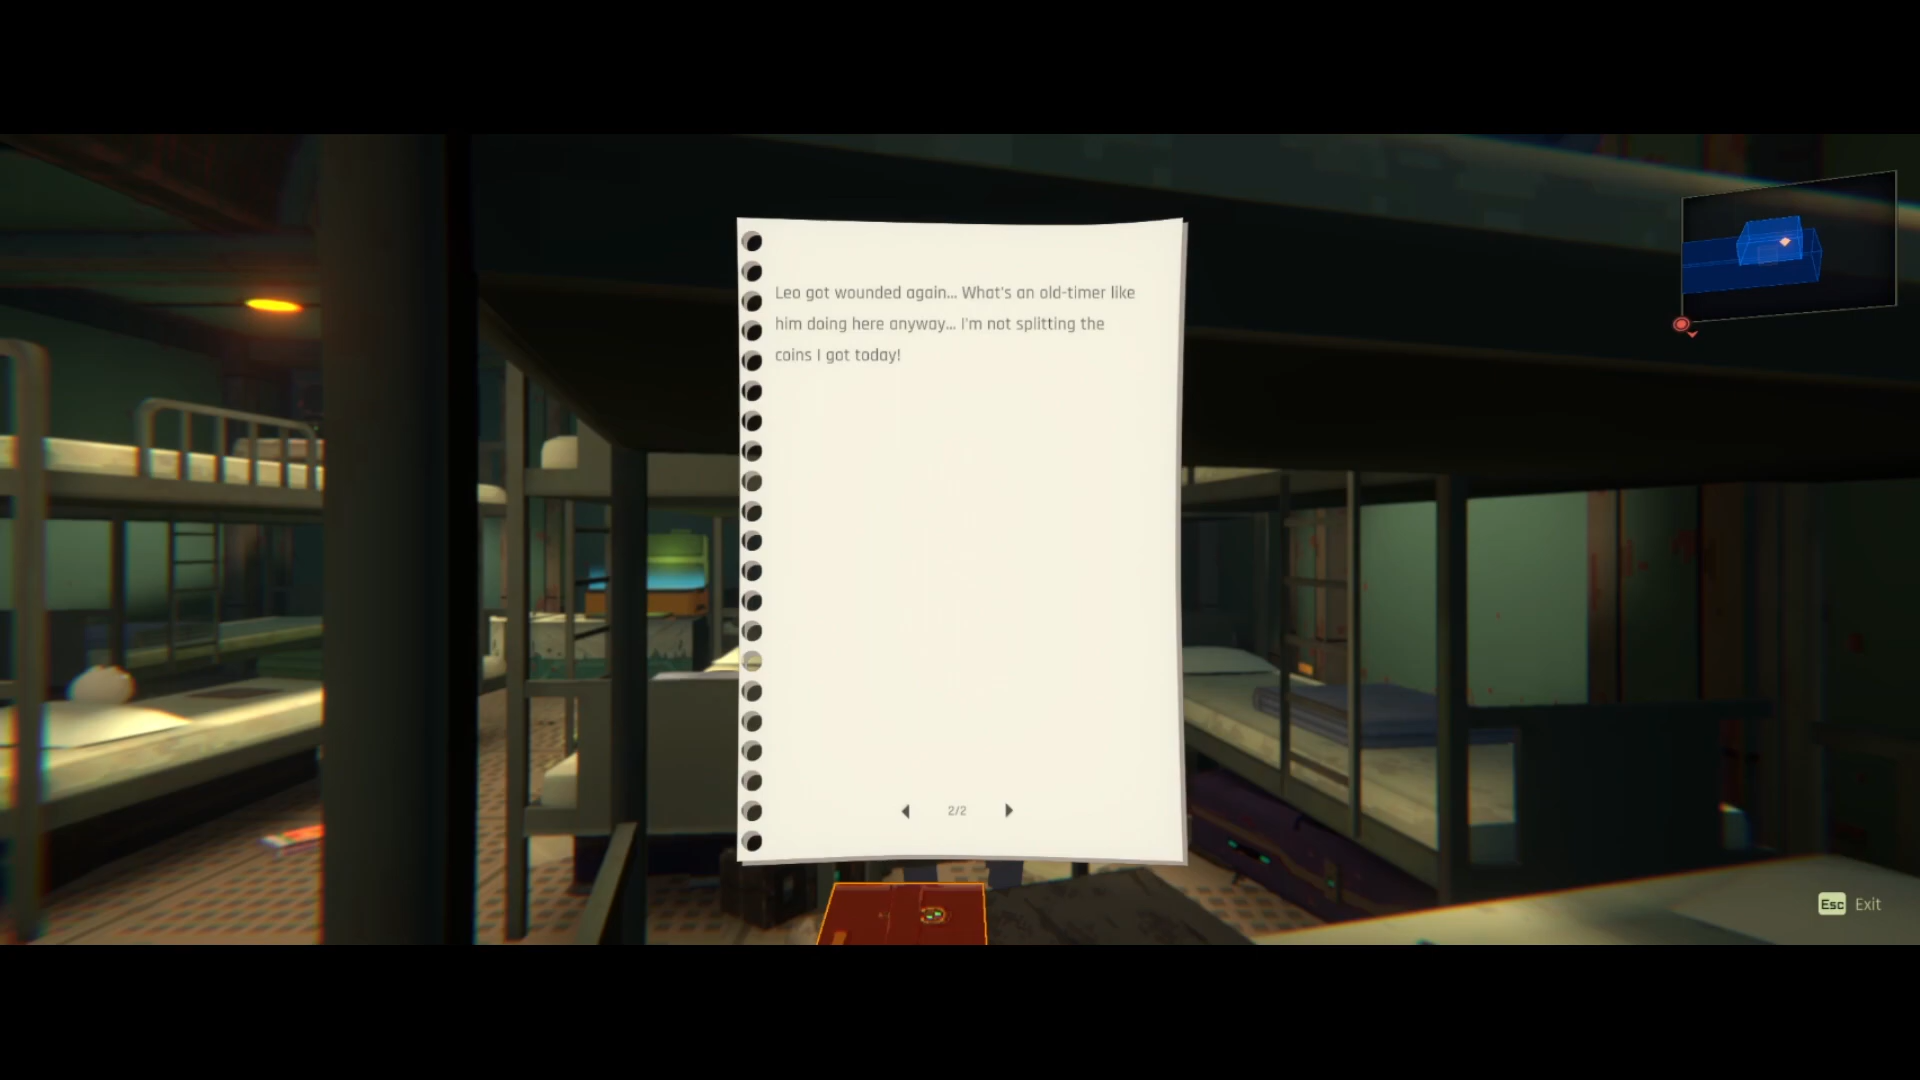 Leo got wounded again... What's an old-timer like
him doing here anyway... I'm not splitting the
coins I got today!
2/2
Esc Exit